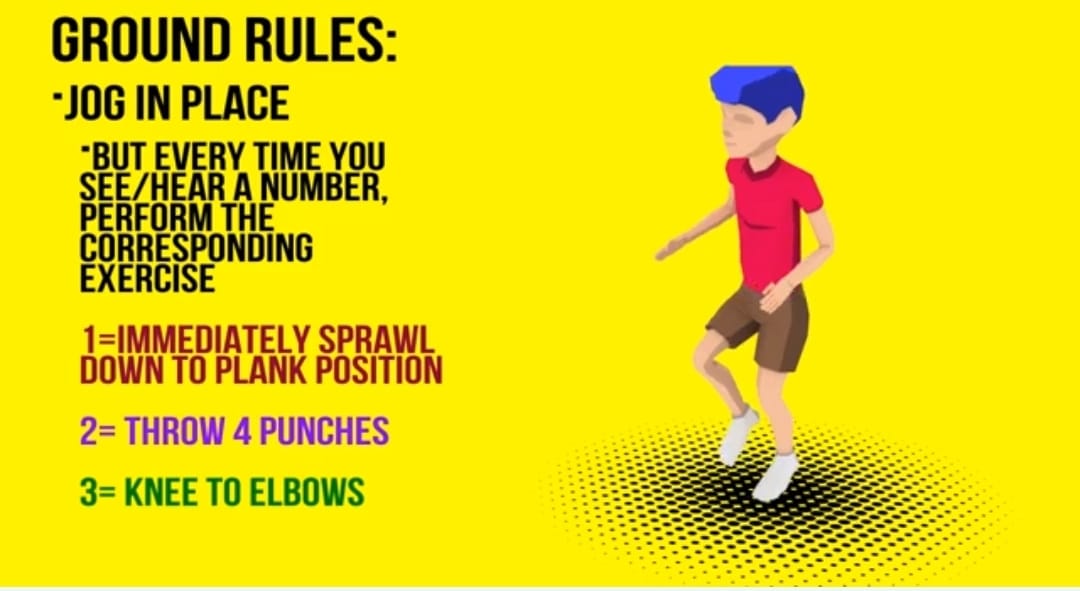 GROUND RULES:
·JOG IN PLACE
·BUT EVERY TIME YOU
SEE/HEAR A NUMBER,
PERFORM THE
CORRESPONDING
EXERCISE
1=IMMEDIATELY SPRAWL
DOWN TO PLANK POSITION
2= THROW 4 PUNCHES
3= KNEE TO ELBOWS